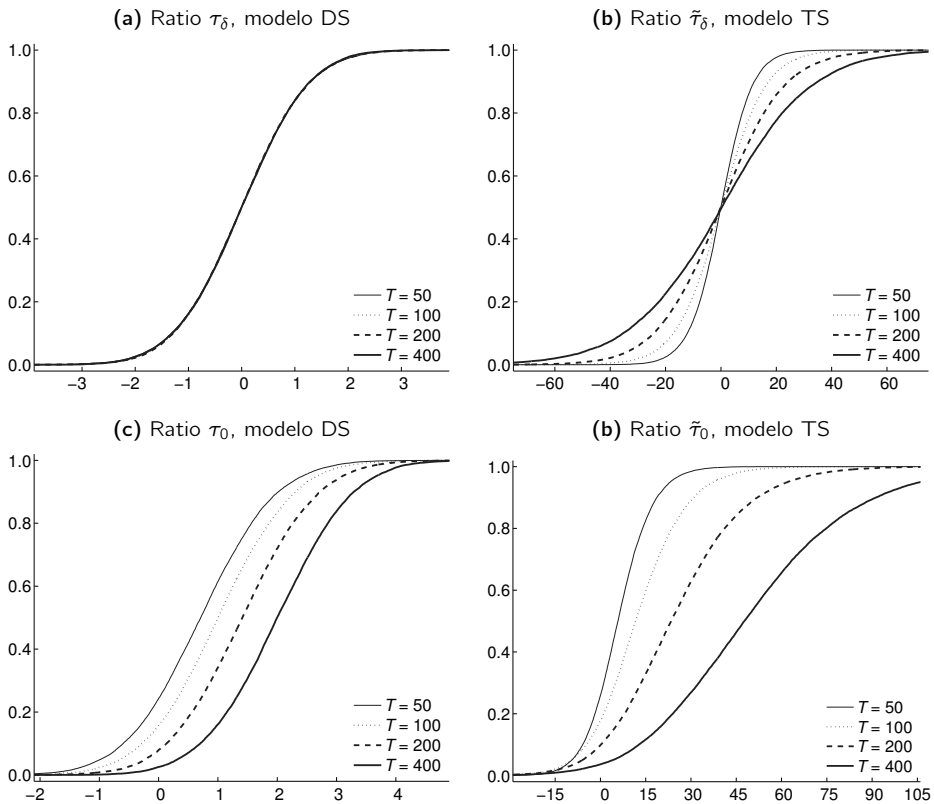 (a) Ratio τδ, modelo DS
1.0
0.8
0.6
0.4
0.2
0.0
−3 −2 −1 0 1 2 3
T = 50
T = 100
T = 200
T = 400
(b) Ratio τ̃δ, modelo TS
1.0
0.8
0.6
0.4
0.2
0.0
−60 −40 −20 0 20 40 60
T = 50
T = 100
T = 200
T = 400
(c) Ratio τ0, modelo DS
1.0
0.8
0.6
0.4
0.2
0.0
−2 −1 0 1 2 3 4
T = 50
T = 100
T = 200
T = 400
(b) Ratio τ̃0, modelo TS
1.0
0.8
0.6
0.4
0.2
0.0
−15 0 15 30 45 60 75 90 105
T = 50
T = 100
T = 200
T = 400